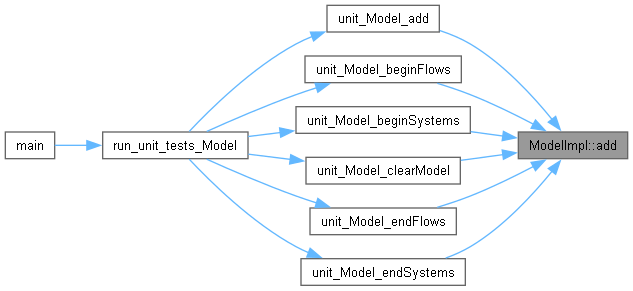 unit_Model_add
unit_Model_beginFlows
unit_Model_beginSystems
main
run_unit_tests_Model
ModelImpl::add
unit_Model_clearModel
unit_Model_endFlows
unit_Model_endSystems